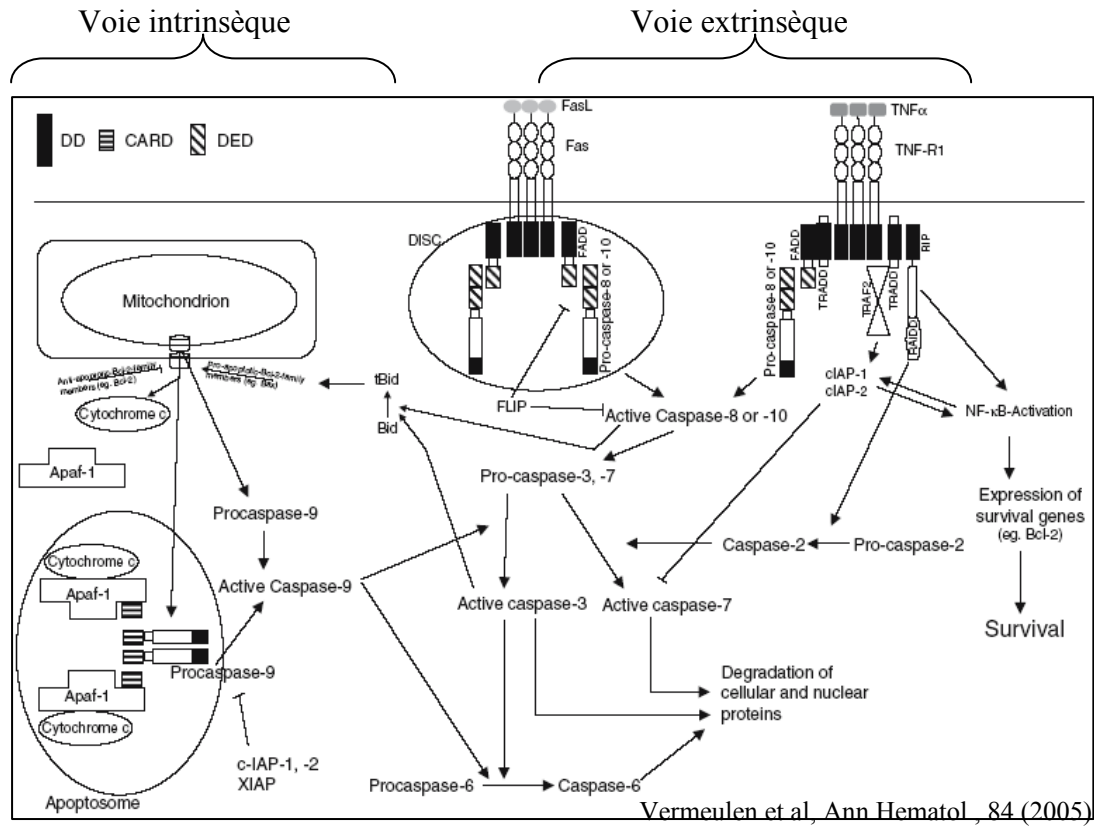 Voie intrinsèque
Voie extrinsèque
DD
CARD
DED
FasL
Fas
TNFα
TNF-R1
DISC
FADD
Pro-caspase-8 or -10
FADD
TRADD
TRAF2
TRADD
RIP
RAIDD
Pro-caspase-8 or -10
Mitochondrion
Anti-apoptotic-Bcl-2-family
members (eg. Bcl-2)
Pro-apoptotic-Bcl-2-family
members (eg. Bax)
Cytochrome c
tBid
Bid
FLIP
Active Caspase-8 or -10
cIAP-1
cIAP-2
NF-κB-Activation
Apaf-1
Pro-caspase-3, -7
Procaspase-9
Expression of
survival genes
(eg. Bcl-2)
Caspase-2
Pro-caspase-2
Cytochrome c
Apaf-1
Active Caspase-9
Active caspase-3
Active caspase-7
Survival
Procaspase-9
Apaf-1
Cytochrome c
Degradation of
cellular and nuclear
proteins
c-IAP-1, -2
XIAP
Procaspase-6
Caspase-6
Apoptosome
Vermeulen et al, Ann Hematol , 84 (2005)